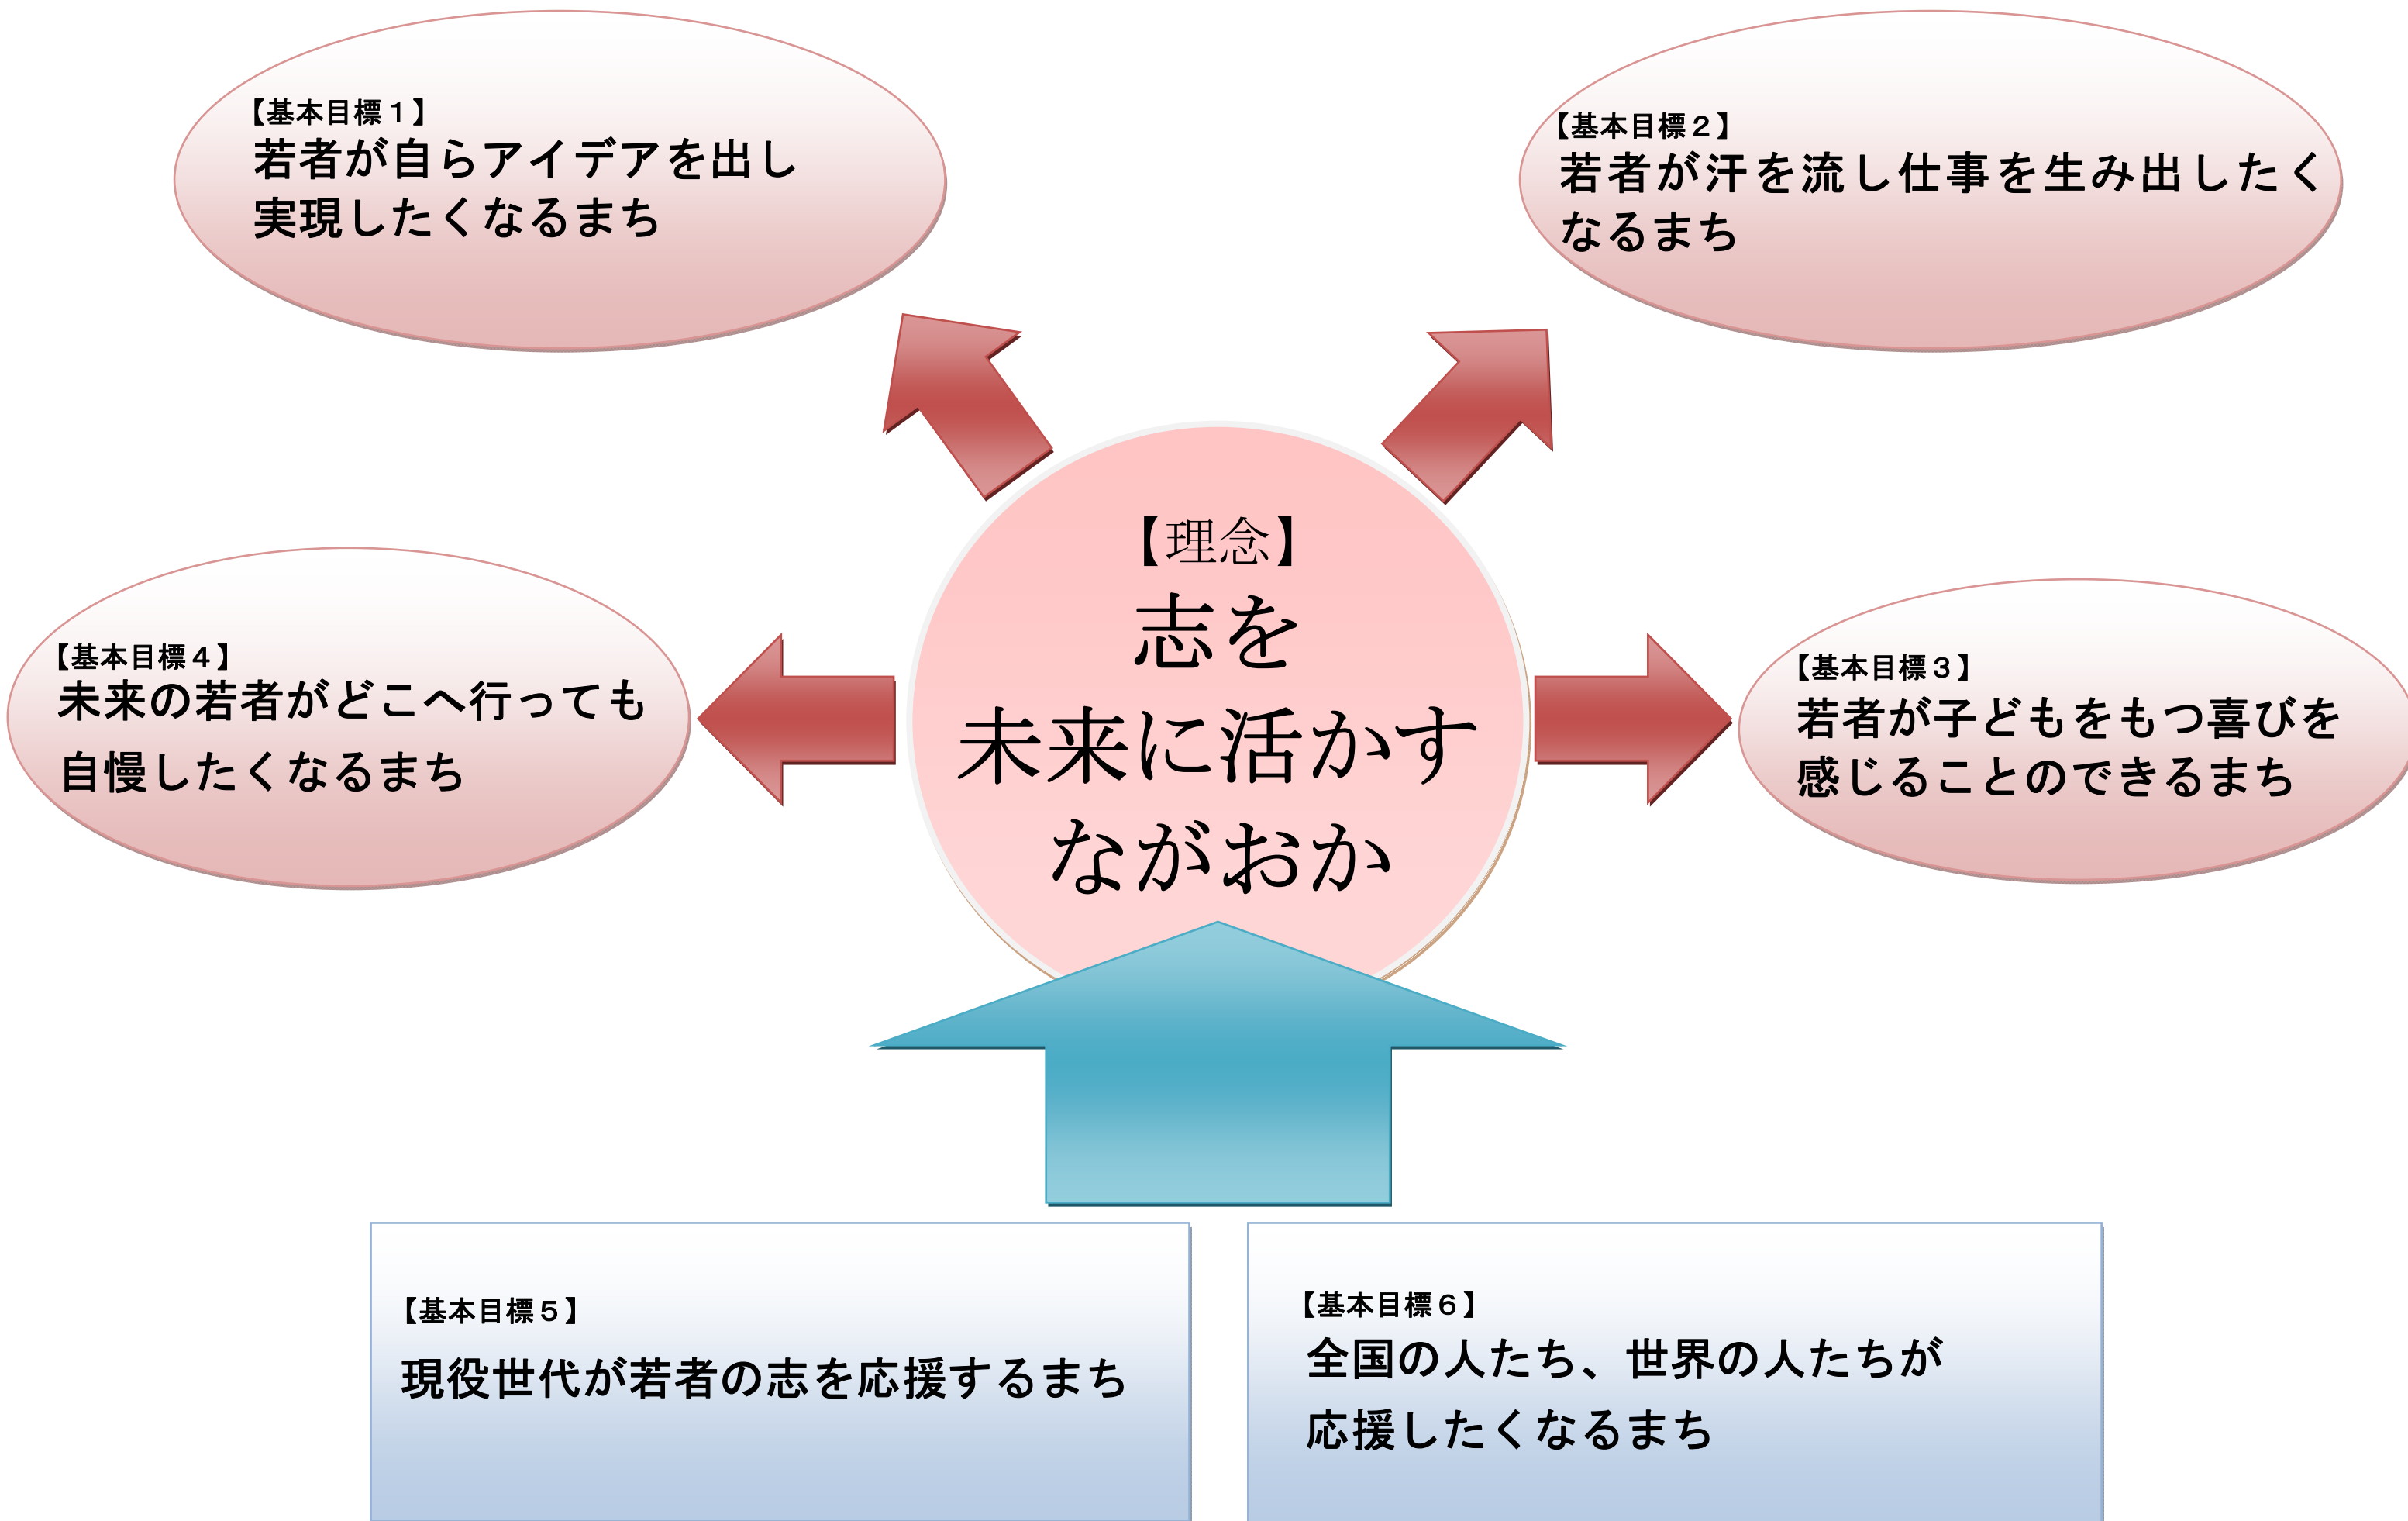 【基本目標１】
若者が自らアイデアを出し
実現したくなるまち
【基本目標２】
若者が汗を流し仕事を生み出したく
なるまち
【理念】
志を
未来に活かす
ながおか
【基本目標４】
未来の若者がどこへ行っても
自慢したくなるまち
【基本目標３】
若者が子どもをもつ喜びを
感じることのできるまち
【基本目標５】
現役世代が若者の志を応援するまち
【基本目標６】
全国の人たち、世界の人たちが
応援したくなるまち